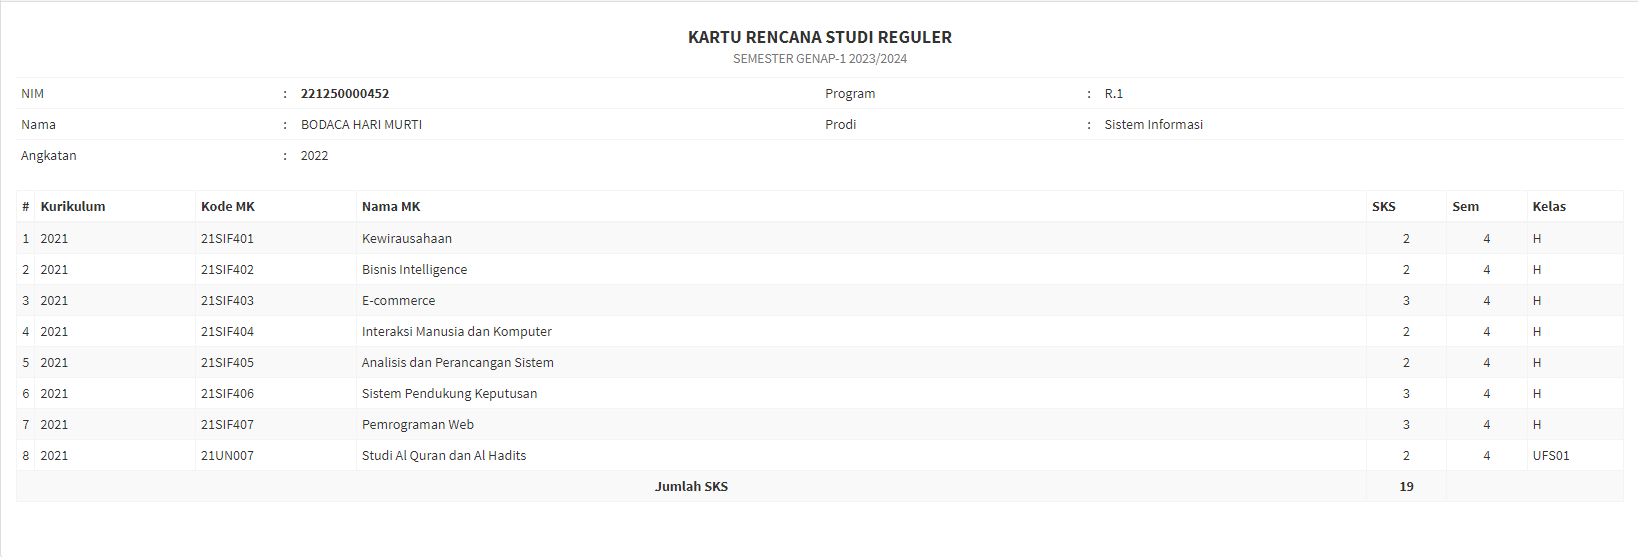 KARTU RENCANA STUDI REGULER
SEMESTER GENAP-1 2023/2024
NIM : 221250000452 Program : R.1
Nama : BODACA HARI MURTI Prodi : Sistem Informasi
Angkatan : 2022
# Kurikulum Kode MK Nama MK SKS Sem Kelas
1 2021 21SIF401 Kewirausahaan 2 4 H
2 2021 21SIF402 Bisnis Intelligence 2 4 H
3 2021 21SIF403 E-commerce 3 4 H
4 2021 21SIF404 Interaksi Manusia dan Komputer 2 4 H
5 2021 21SIF405 Analisis dan Perancangan Sistem 2 4 H
6 2021 21SIF406 Sistem Pendukung Keputusan 3 4 H
7 2021 21SIF407 Pemrograman Web 3 4 H
8 2021 21UN007 Studi Al Quran dan Al Hadits 2 4 UFS01
Jumlah SKS 19